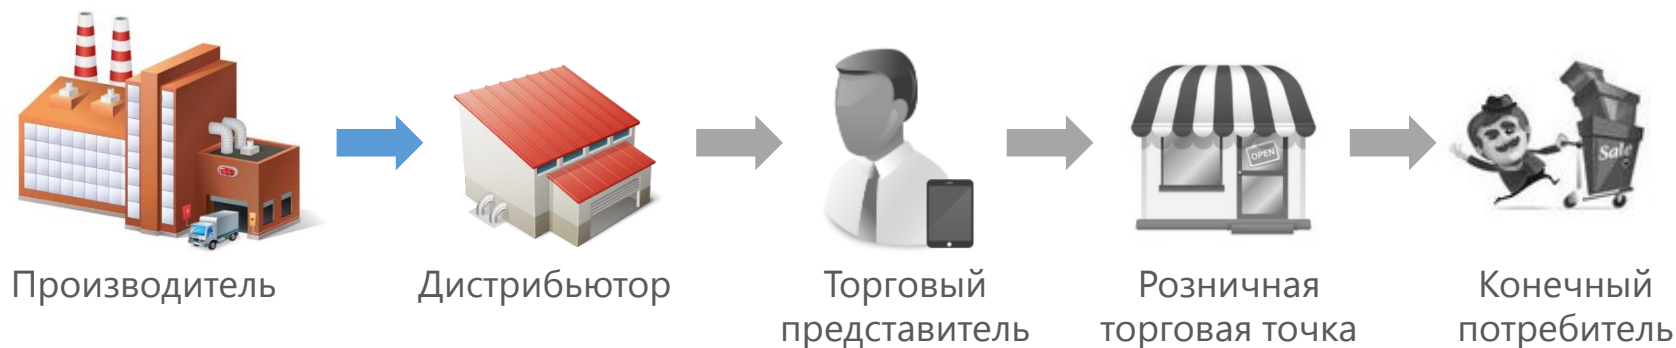 OPEN
Sale
Производитель
Дистрибьютор
Торговый
представитель
Розничная
торговая точка
Конечный
потребитель